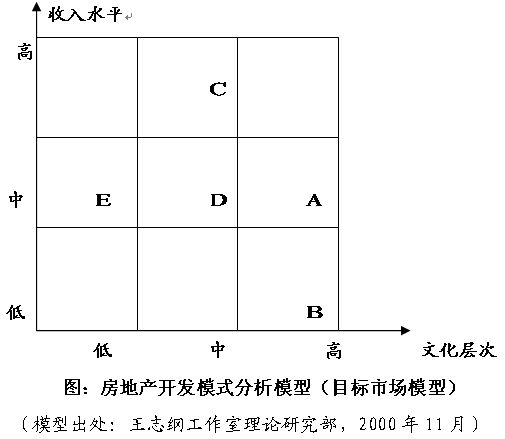 收入水平
高
C
中
E D A
低
B
低 中 高 文化层次
图：房地产开发模式分析模型（目标市场模型）
（模型出处：王志纲工作室理论研究部，2000年11月）